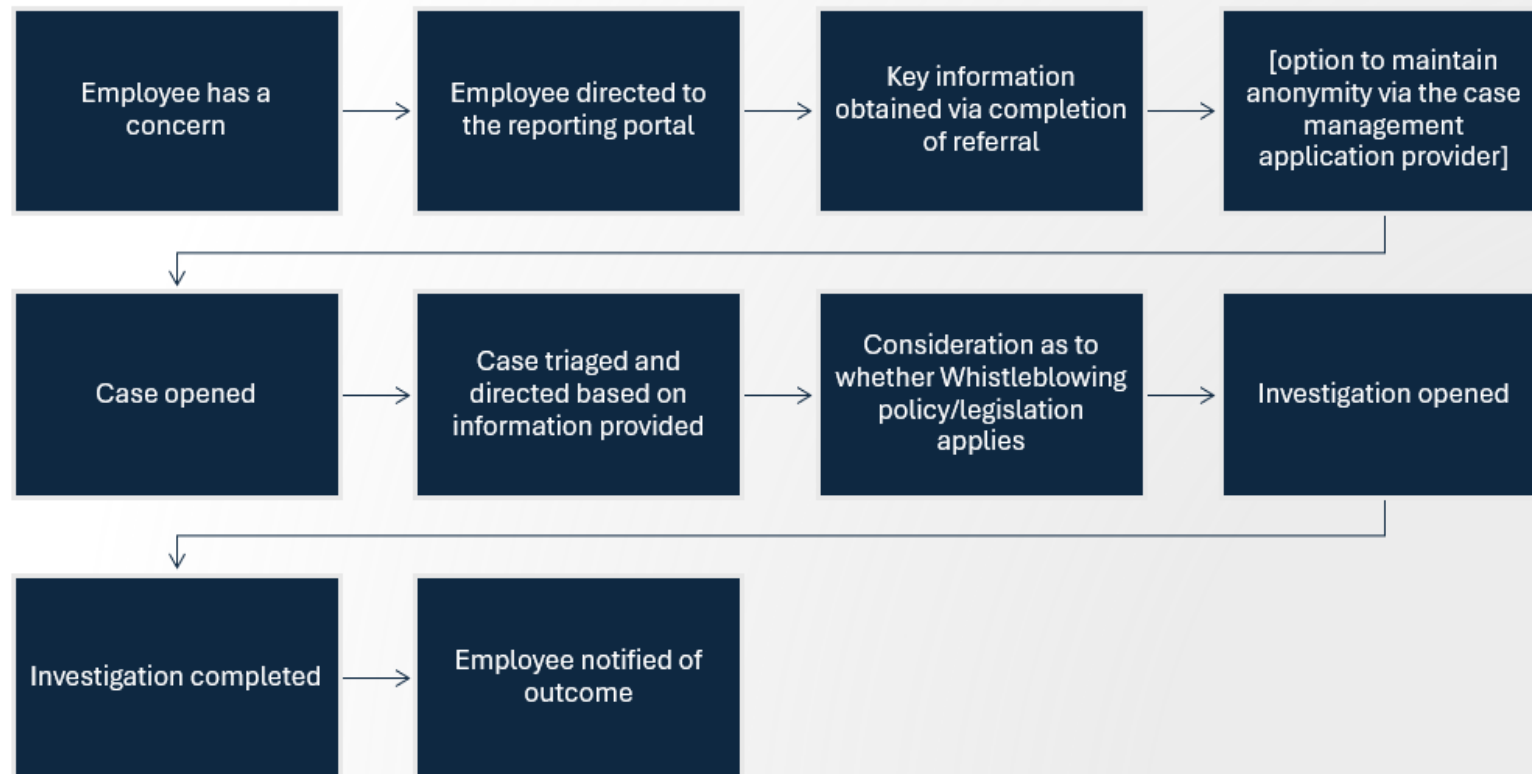 Employee has a
concern
Employee directed to
the reporting portal
Key information
obtained via completion
of referral
[option to maintain
anonymity via the case
management
application provider]
Case opened
Case triaged and
directed based on
information provided
Consideration as to
whether Whistleblowing
policy/legislation
applies
Investigation opened
Investigation completed
Employee notified of
outcome